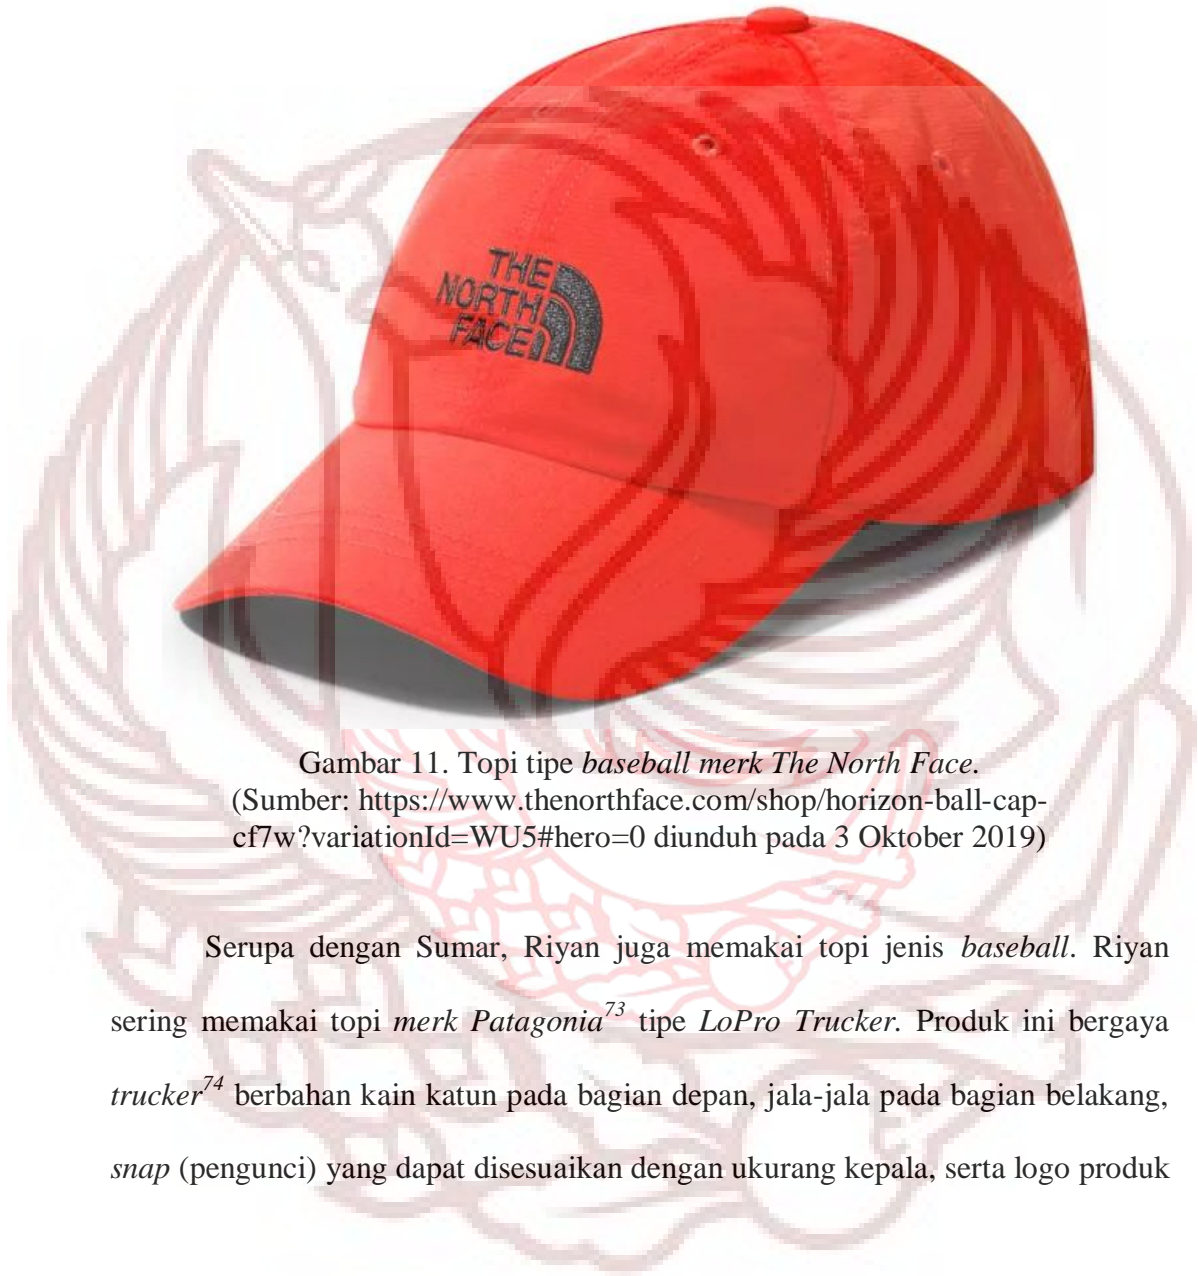 THE
NORTH
FACE
Gambar 11. Topi tipe baseball merk The North Face.
(Sumber: https://www.thenorthface.com/shop/horizon-ball-cap-
cf7w?variationId=WU5#hero=0 diunduh pada 3 Oktober 2019)
Serupa dengan Sumar, Riyan juga memakai topi jenis baseball. Riyan
sering memakai topi merk Patagonia73 tipe LoPro Trucker. Produk ini bergaya
trucker74 berbahan kain katun pada bagian depan, jala-jala pada bagian belakang,
snap (pengunci) yang dapat disesuaikan dengan ukurang kepala, serta logo produk